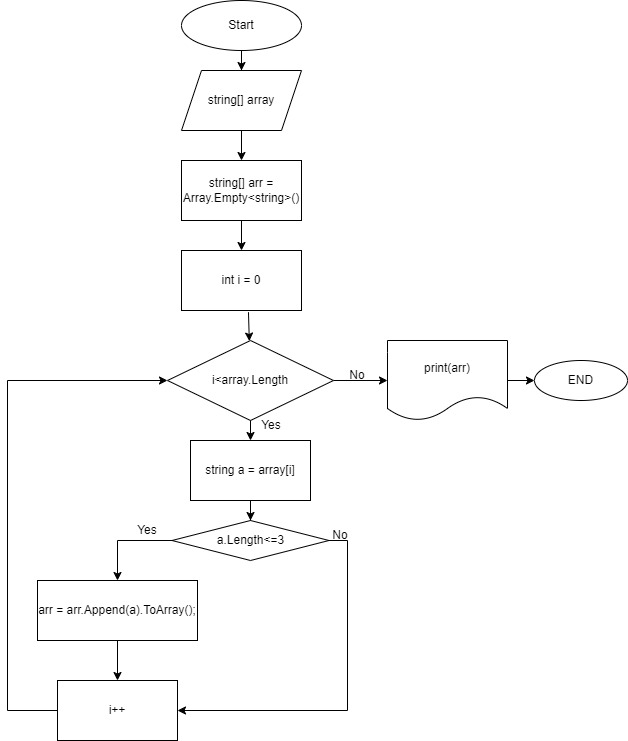 Start
string[] array
string[] arr =
Array.Empty<string>()
int i = 0
i<array.Length
No
print(arr)
END
Yes
string a = array[i]
Yes
a.Length<=3
No
arr = arr.Append(a).ToArray();
i++